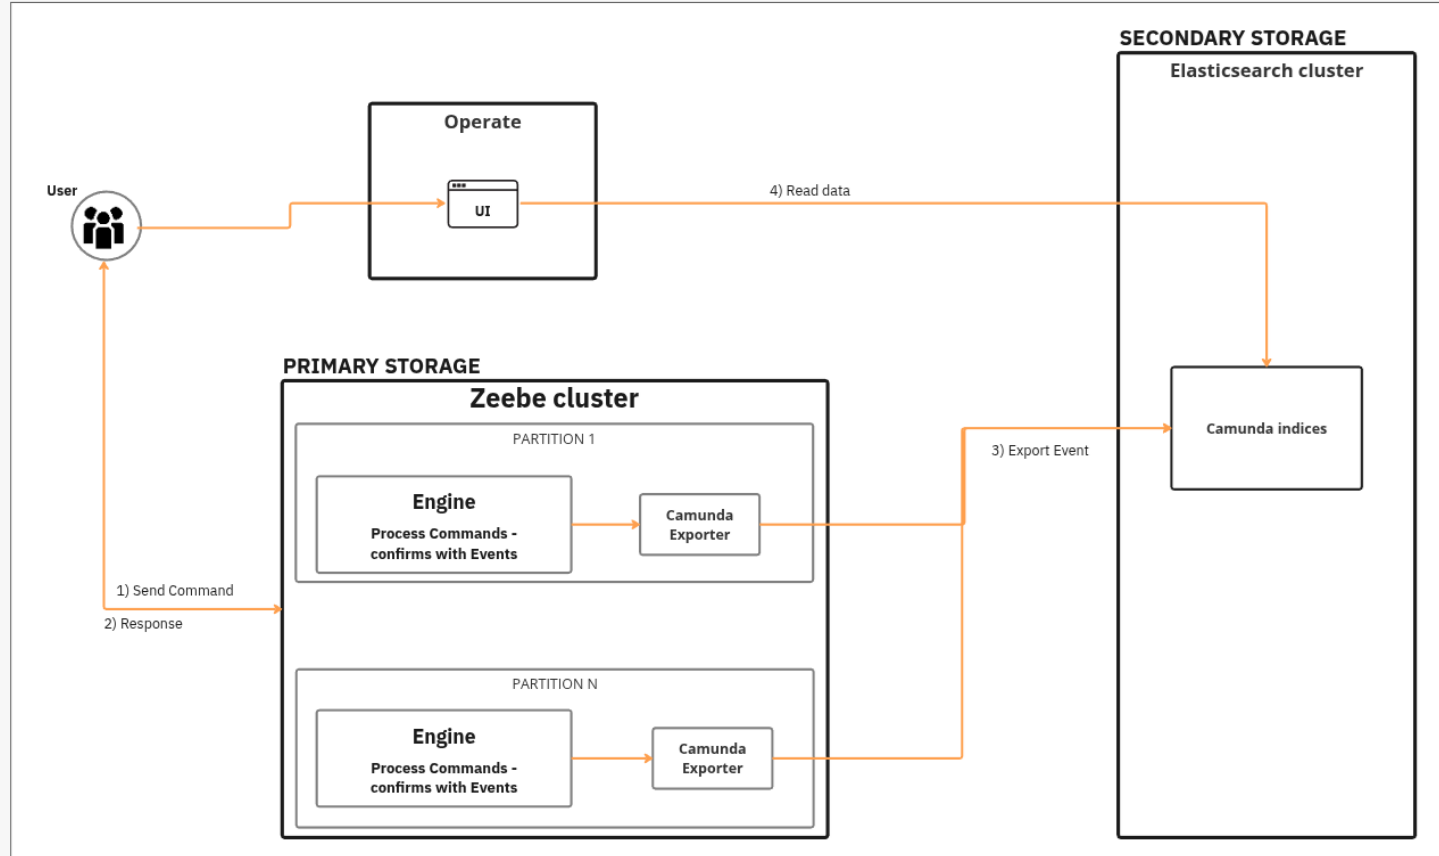 SECONDARY STORAGE
Elasticsearch cluster
Operate
User
UI
4) Read data
PRIMARY STORAGE
Zeebe cluster
PARTITION 1
Engine
Process Commands -
confirms with Events
Camunda
Exporter
3) Export Event
Camunda indices
1) Send Command
2) Response
PARTITION N
Engine
Process Commands -
confirms with Events
Camunda
Exporter